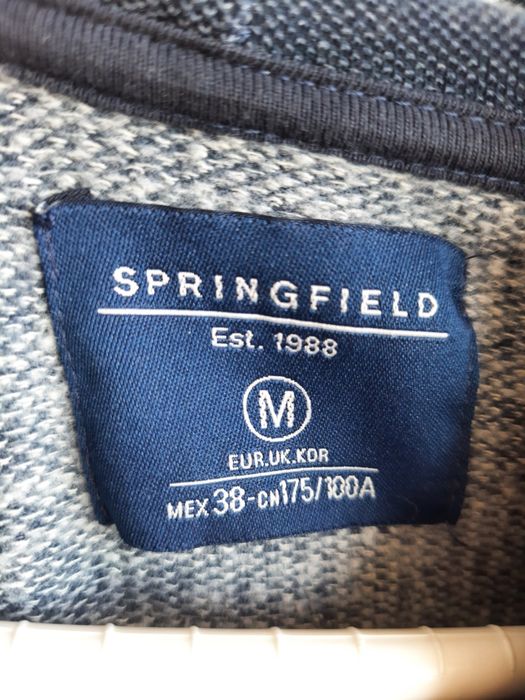 SPRINGFIELD
Est. 1988
M
EUR.UK.KOR
MEX 38-CN175/100A